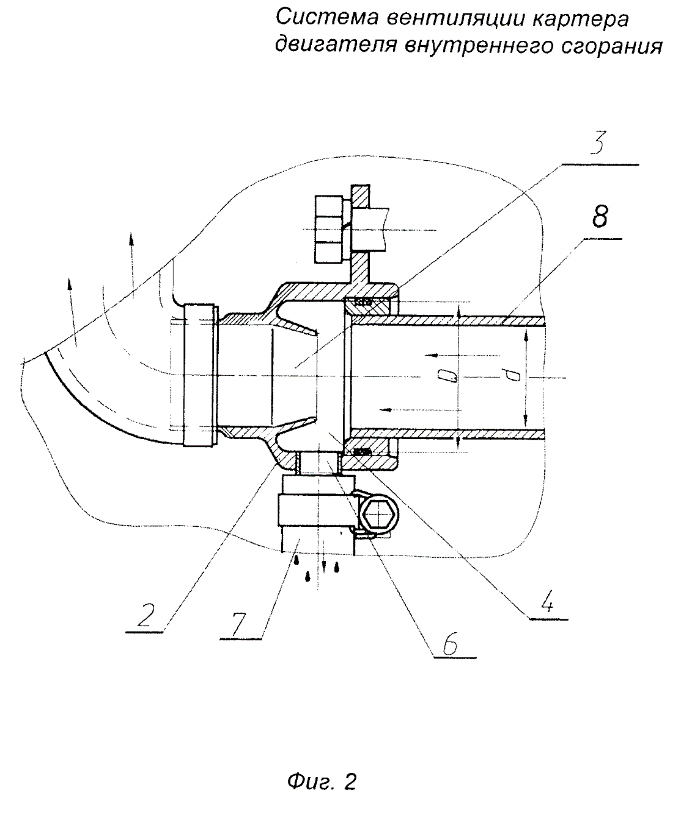 Система вентиляции картера
двигателя внутреннего сгорания
3
8
D
d
2
7
6
4
Фиг. 2